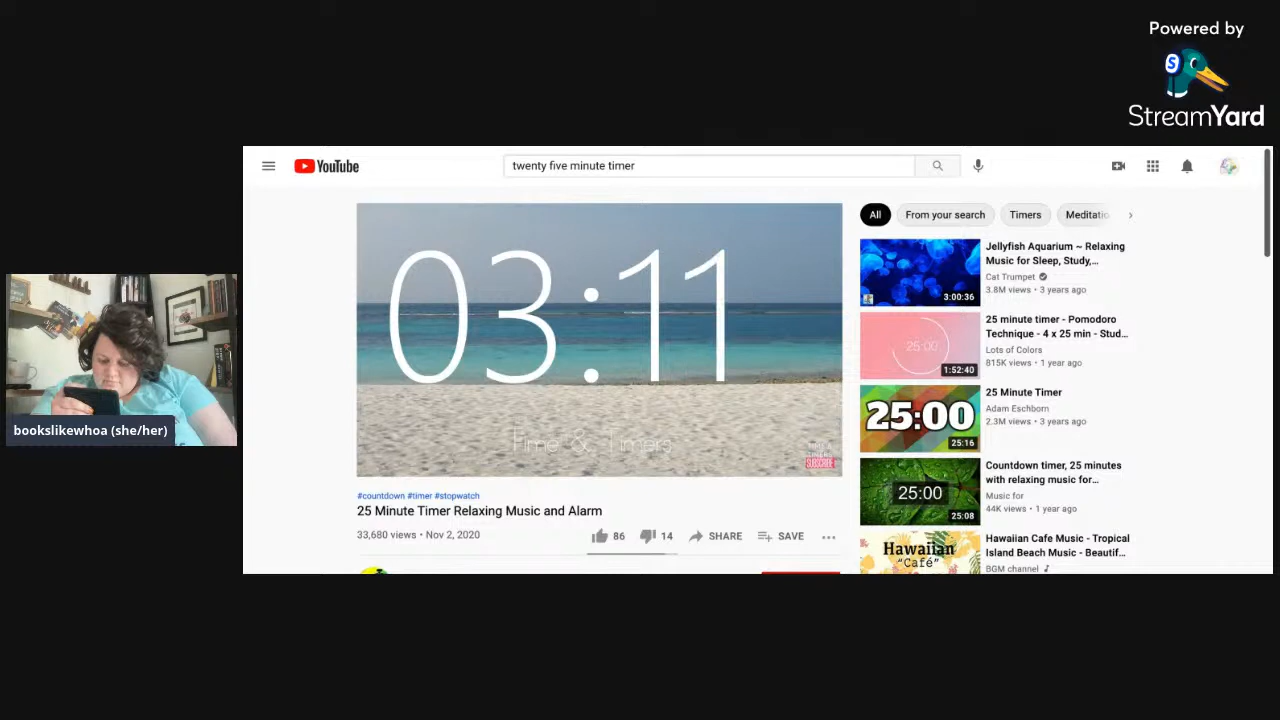 Powered by
S
StreamYard
YouTube
twenty five minute timer
03:11
Time & Timers
TIME &
TIMERS
SUBSCRIBE
#countdown #timer #stopwatch
25 Minute Timer Relaxing Music and Alarm
33,680 views • Nov 2, 2020
86
14
SHARE
SAVE
All
From your search
Timers
Meditatio
3:00:36
Jellyfish Aquarium ~ Relaxing
Music for Sleep, Study,...
Cat Trumpet
3.8M views • 3 years ago
25:00
1:52:40
25 minute timer - Pomodoro
Technique - 4 x 25 min - Stud...
Lots of Colors
815K views • 1 year ago
25:00
25:16
25 Minute Timer
Adam Eschborn
2.3M views • 3 years ago
25:00
25:08
Countdown timer, 25 minutes
with relaxing music for...
Music for
44K views • 1 year ago
Hawaiian
"Café"
Hawaiian Cafe Music - Tropical
Island Beach Music - Beautif...
BGM channel
bookslikewhoa (she/her)